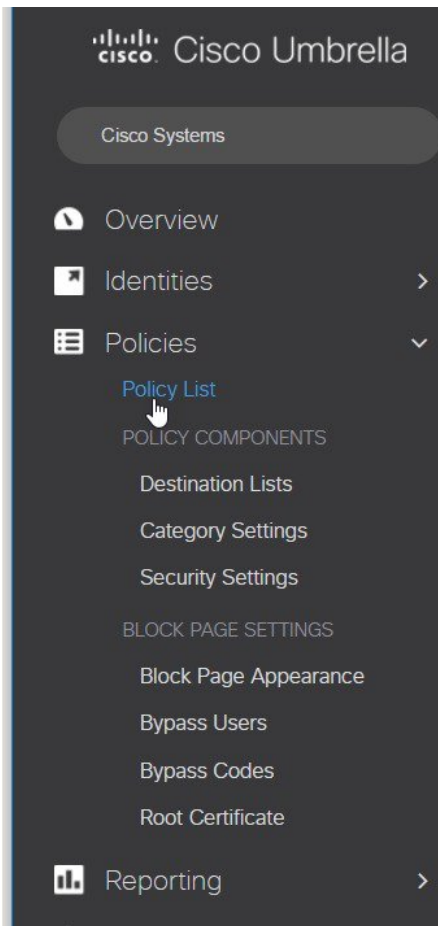 cisco. Cisco Umbrella
Cisco Systems
Overview
Identities
Policies
Policy List
POLICY COMPONENTS
Destination Lists
Category Settings
Security Settings
BLOCK PAGE SETTINGS
Block Page Appearance
Bypass Users
Bypass Codes
Root Certificate
Reporting